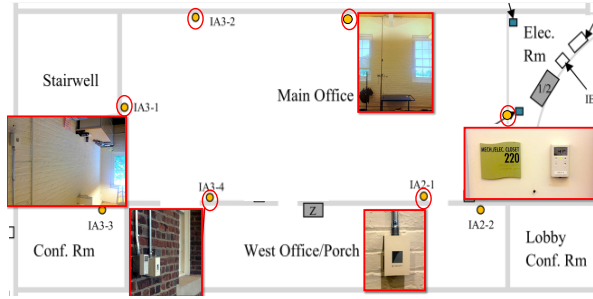 IA3-2
Elec.
Rm
Stairwell
Main Office
1/2
IA3-1
MECH./ELEC. CLOSET
220
IA3-4
IA2-1
Z
IA3-3
IA2-2
Conf. Rm
West Office/Porch
Lobby
Conf. Rm